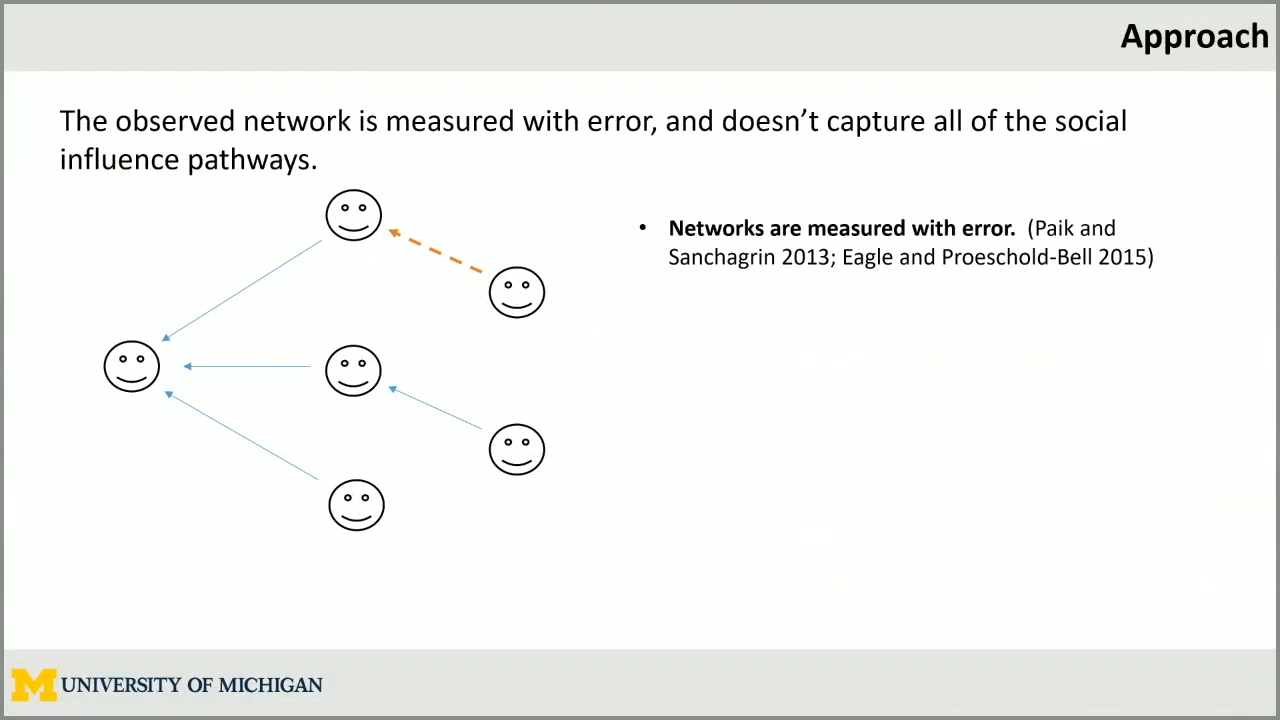 Approach
The observed network is measured with error, and doesn’t capture all of the social
influence pathways.
• Networks are measured with error. (Paik and
Sanchagrin 2013; Eagle and Proeschold-Bell 2015)
UNIVERSITY OF MICHIGAN